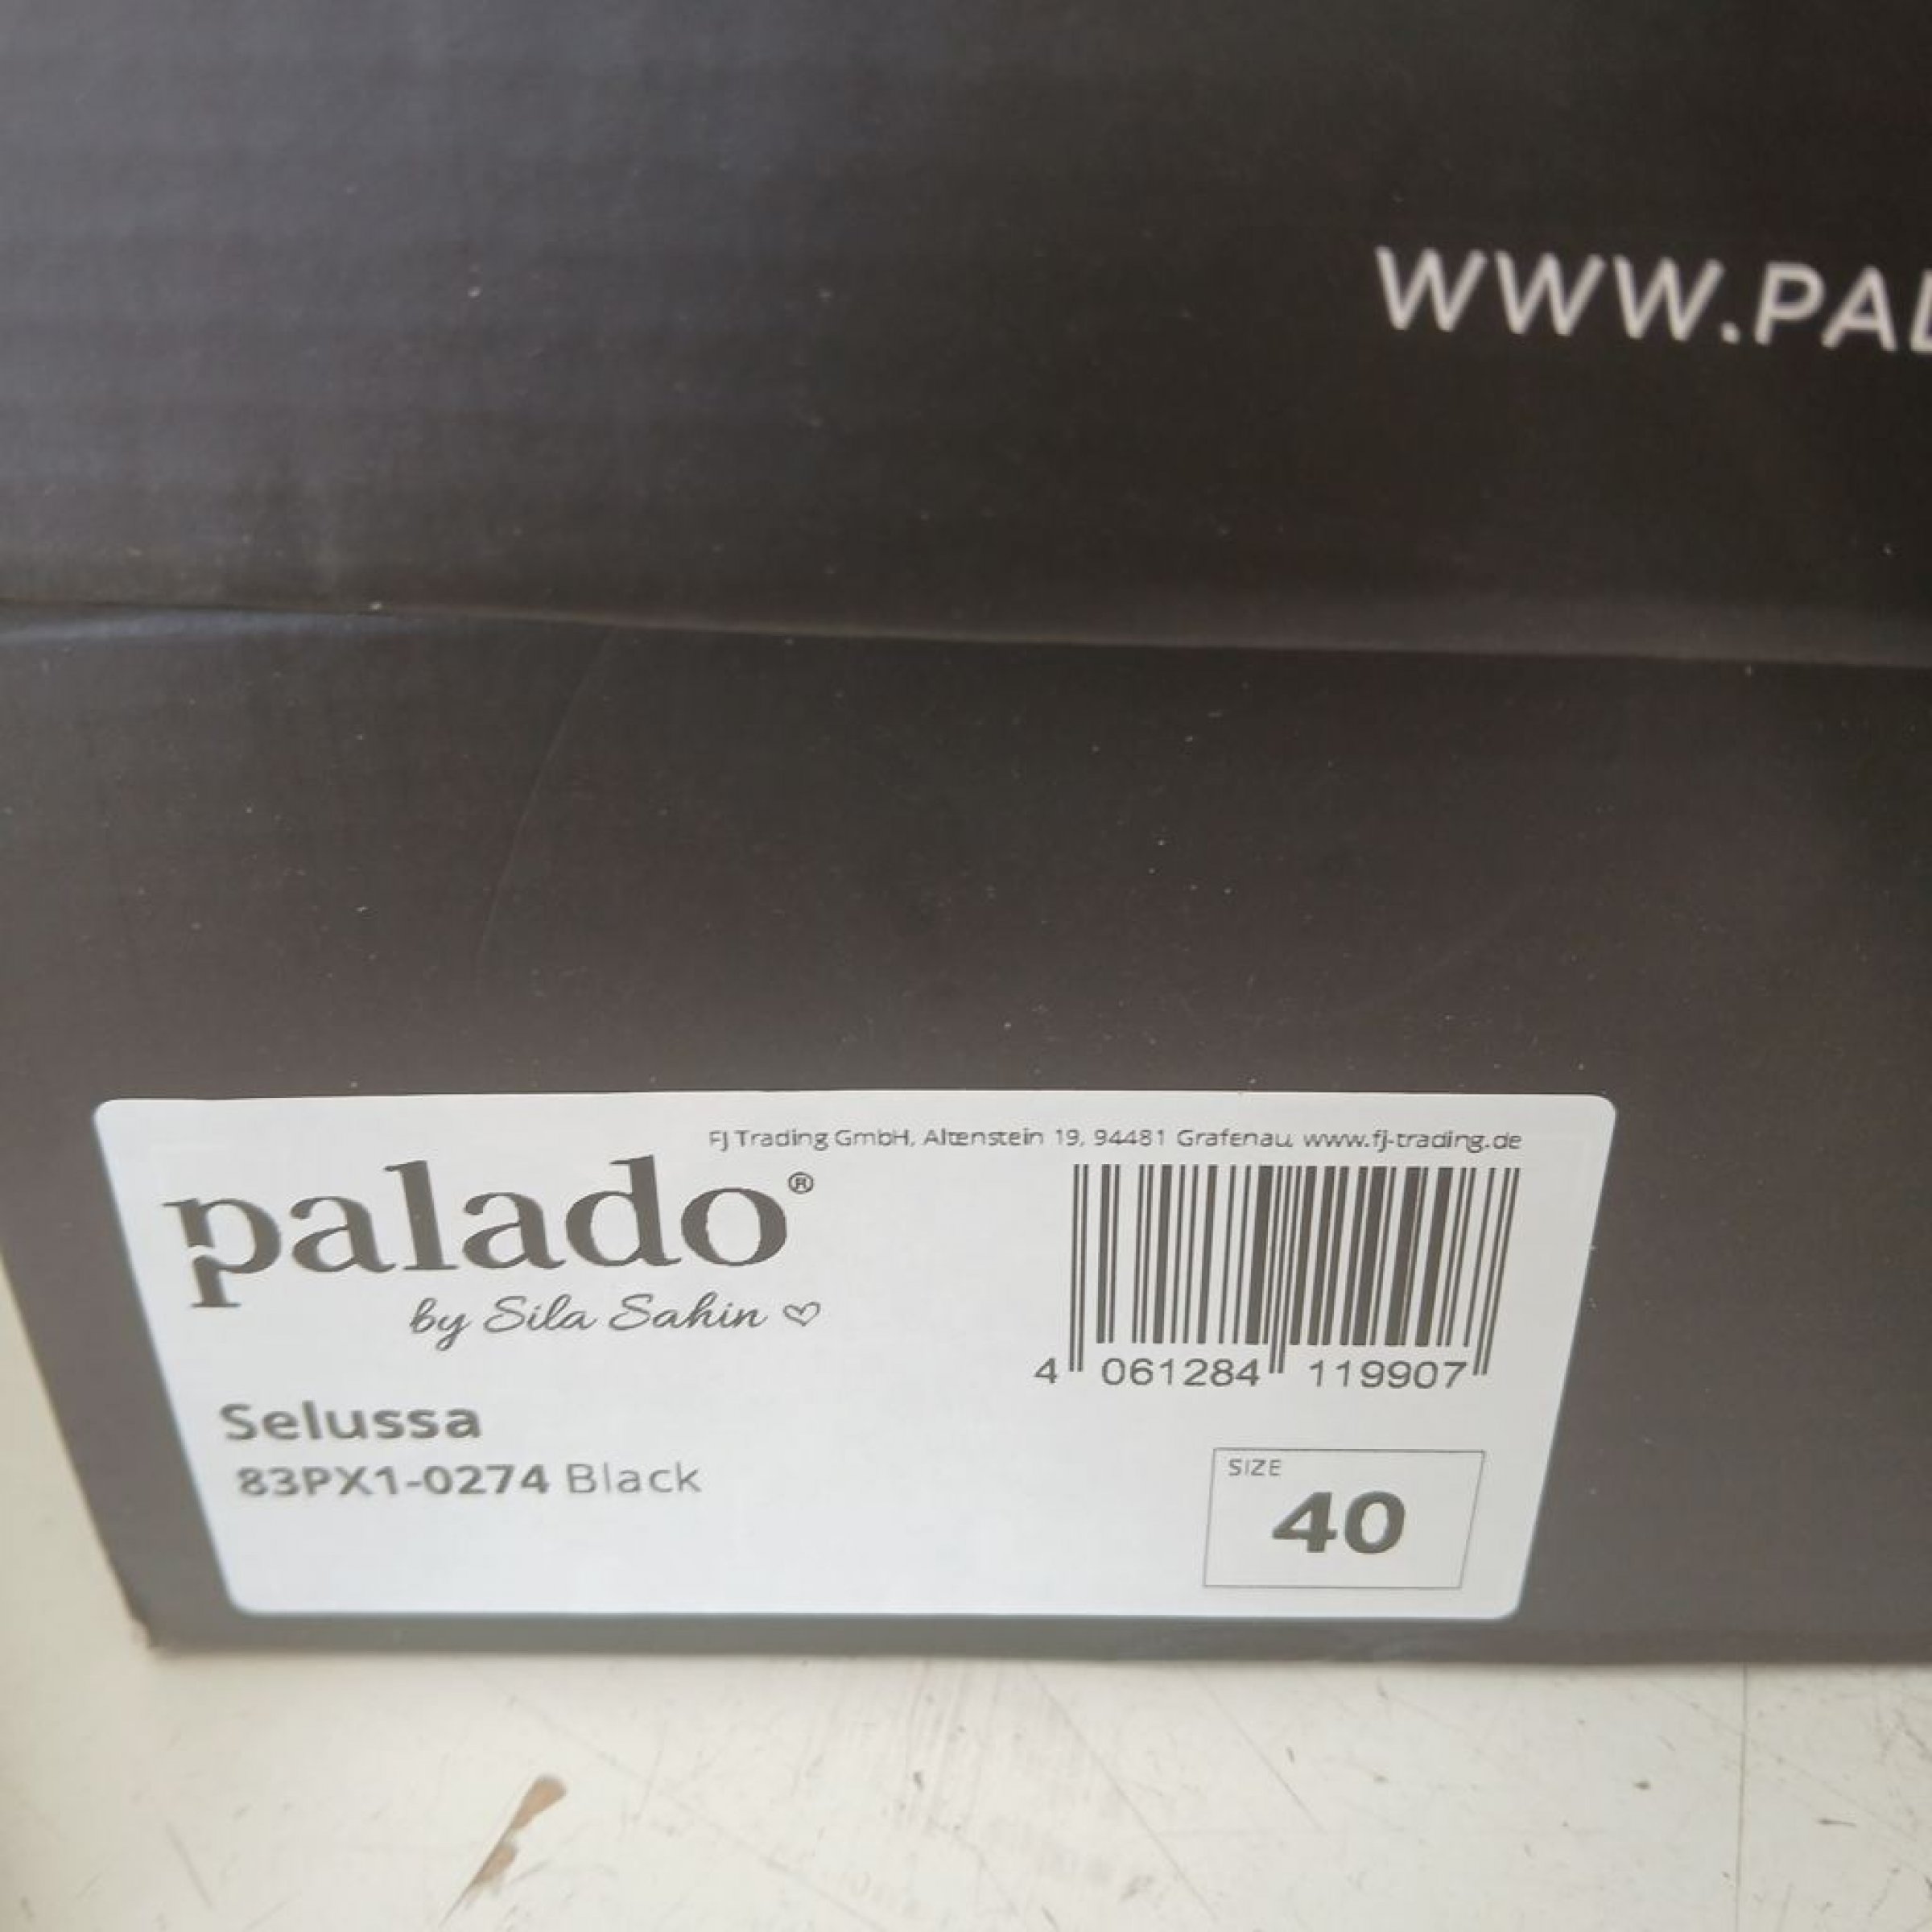 WWW.PAL
FJ Trading GmbH, Altenstein 19, 94481 Grafenau, www.fj-trading.de
palado®
by Sila Sahin ♡
4 061284 119907
Selussa
83PX1-0274 Black
SIZE
40